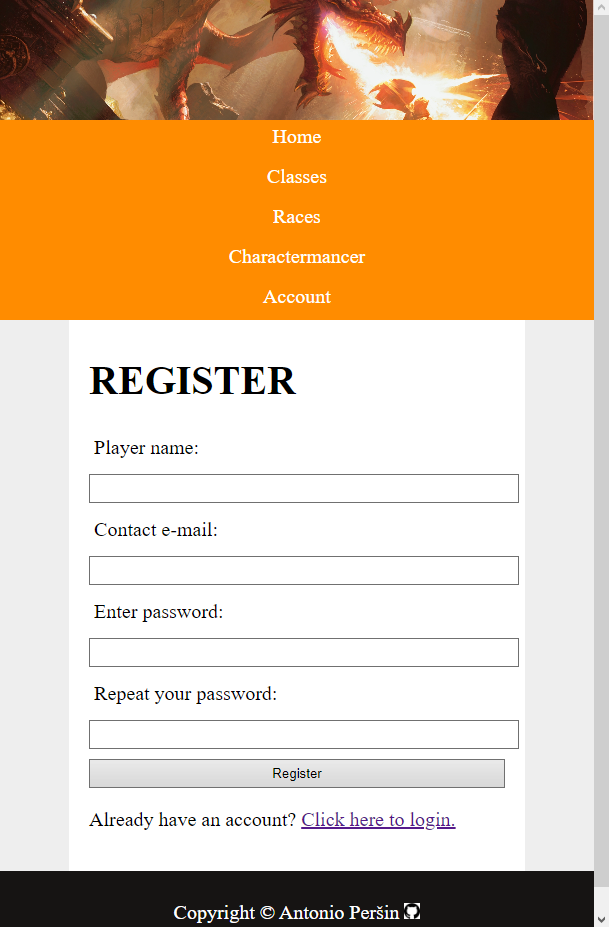 Home
Classes
Races
Charactermancer
Account
REGISTER
Player name:
Contact e-mail:
Enter password:
Repeat your password:
Register
Already have an account? Click here to login.
Copyright © Antonio Peršin